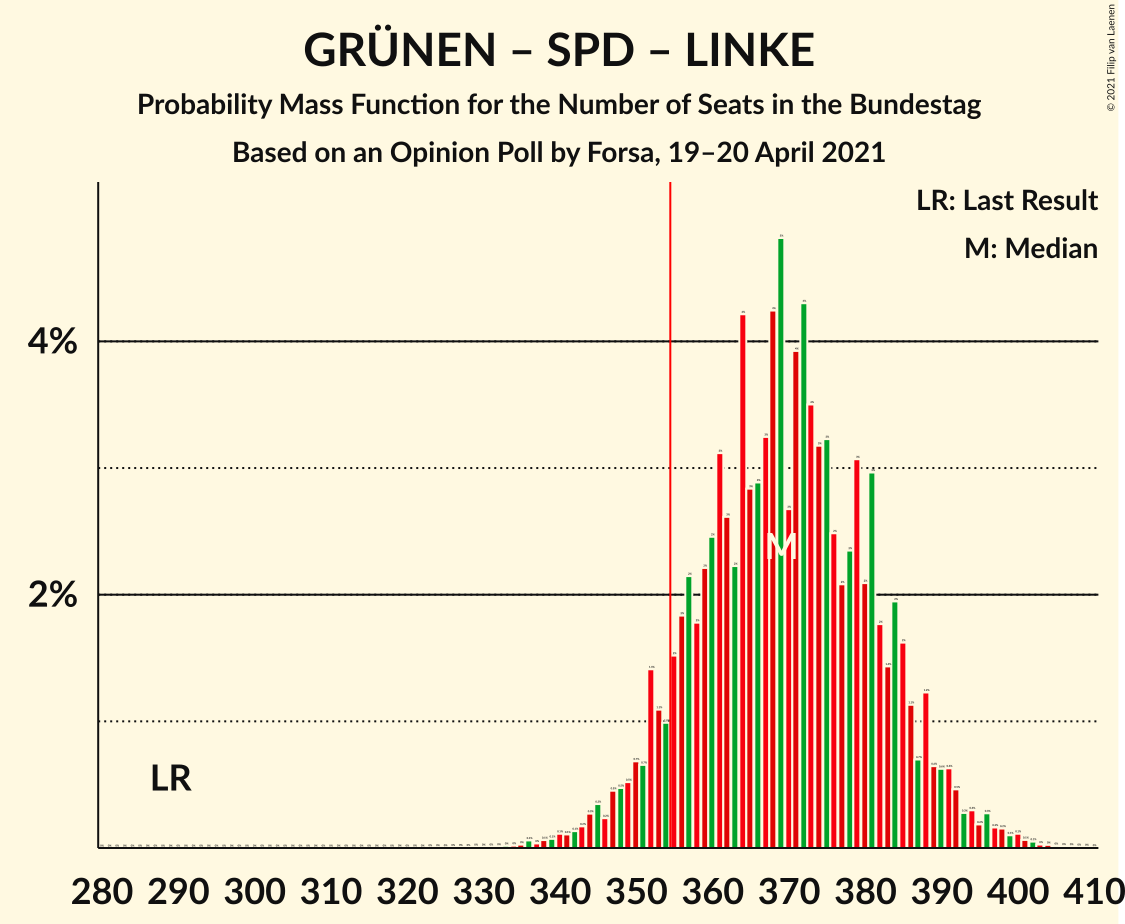 GRÜNEN – SPD – LINKE
Probability Mass Function for the Number of Seats in the Bundestag
Based on an Opinion Poll by Forsa, 19–20 April 2021
© 2021 Filip van Laenen
LR: Last Result
M: Median
4%
2%
M
LR
280 290 300 310 320 330 340 350 360 370 380 390 400 410